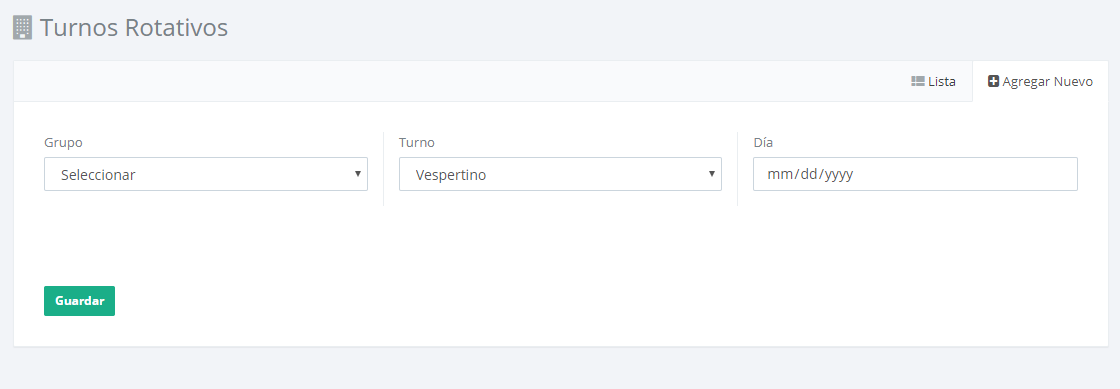 Turnos Rotativos
Lista Agregar Nuevo
Grupo Turno Día
Seleccionar Vespertino mm/dd/yyyy
Guardar